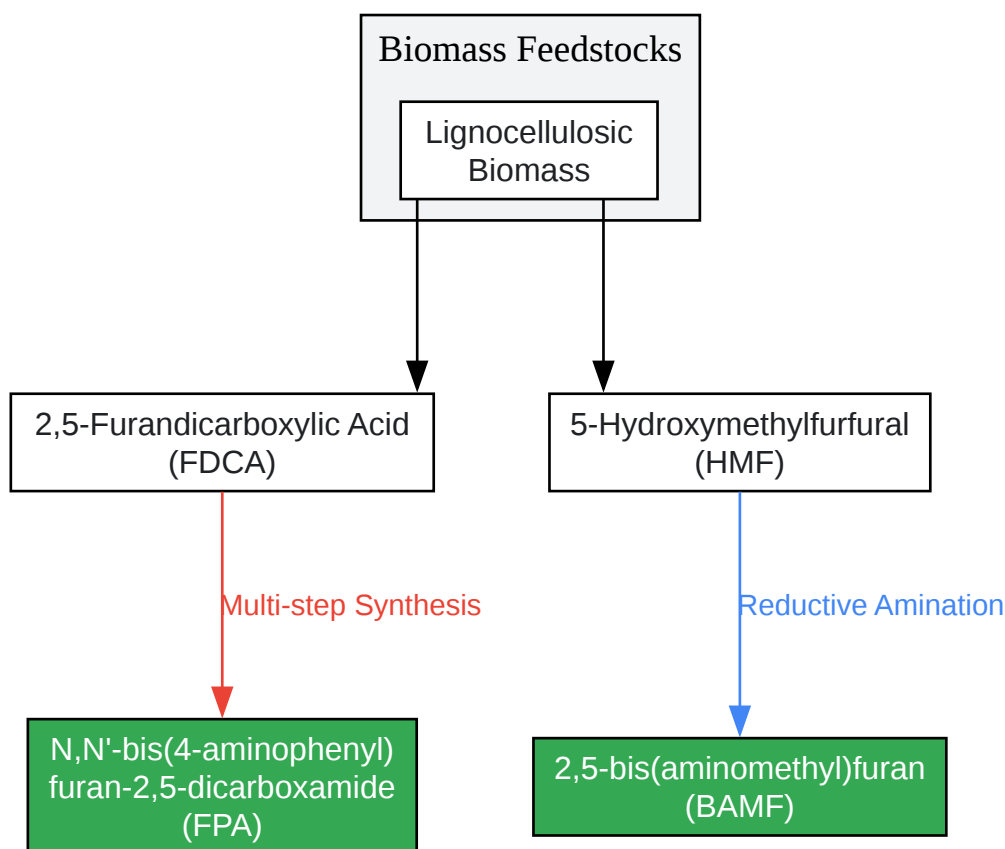 Biomass Feedstocks
Lignocellulosic
Biomass
2,5-Furandicarboxylic Acid
(FDCA)
5-Hydroxymethylfurfural
(HMF)
Multi-step Synthesis
Reductive Amination
N,N'-bis(4-aminophenyl)
furan-2,5-dicarboxamide
(FPA)
2,5-bis(aminomethyl)furan
(BAMF)